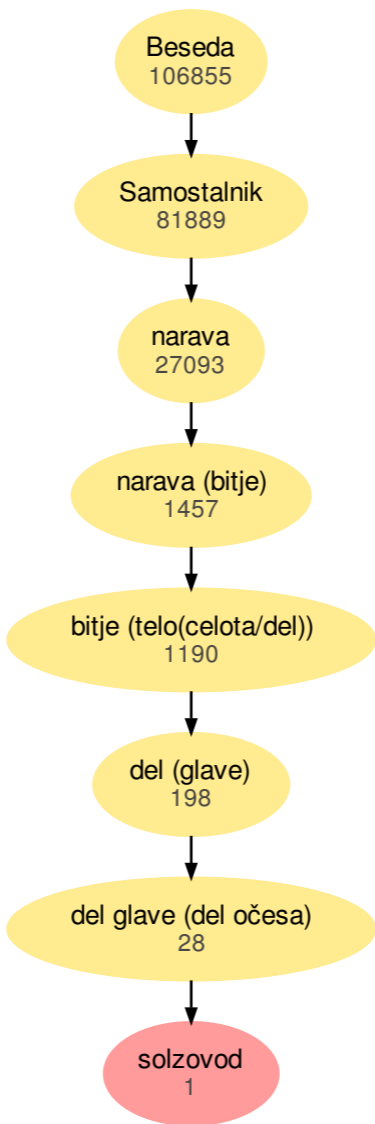 Beseda
106855
Samostalnik
81889
narava
27093
narava (bitje)
1457
bitje (telo(celota/del))
1190
del (glave)
198
del glave (del očesa)
28
solzovod
1